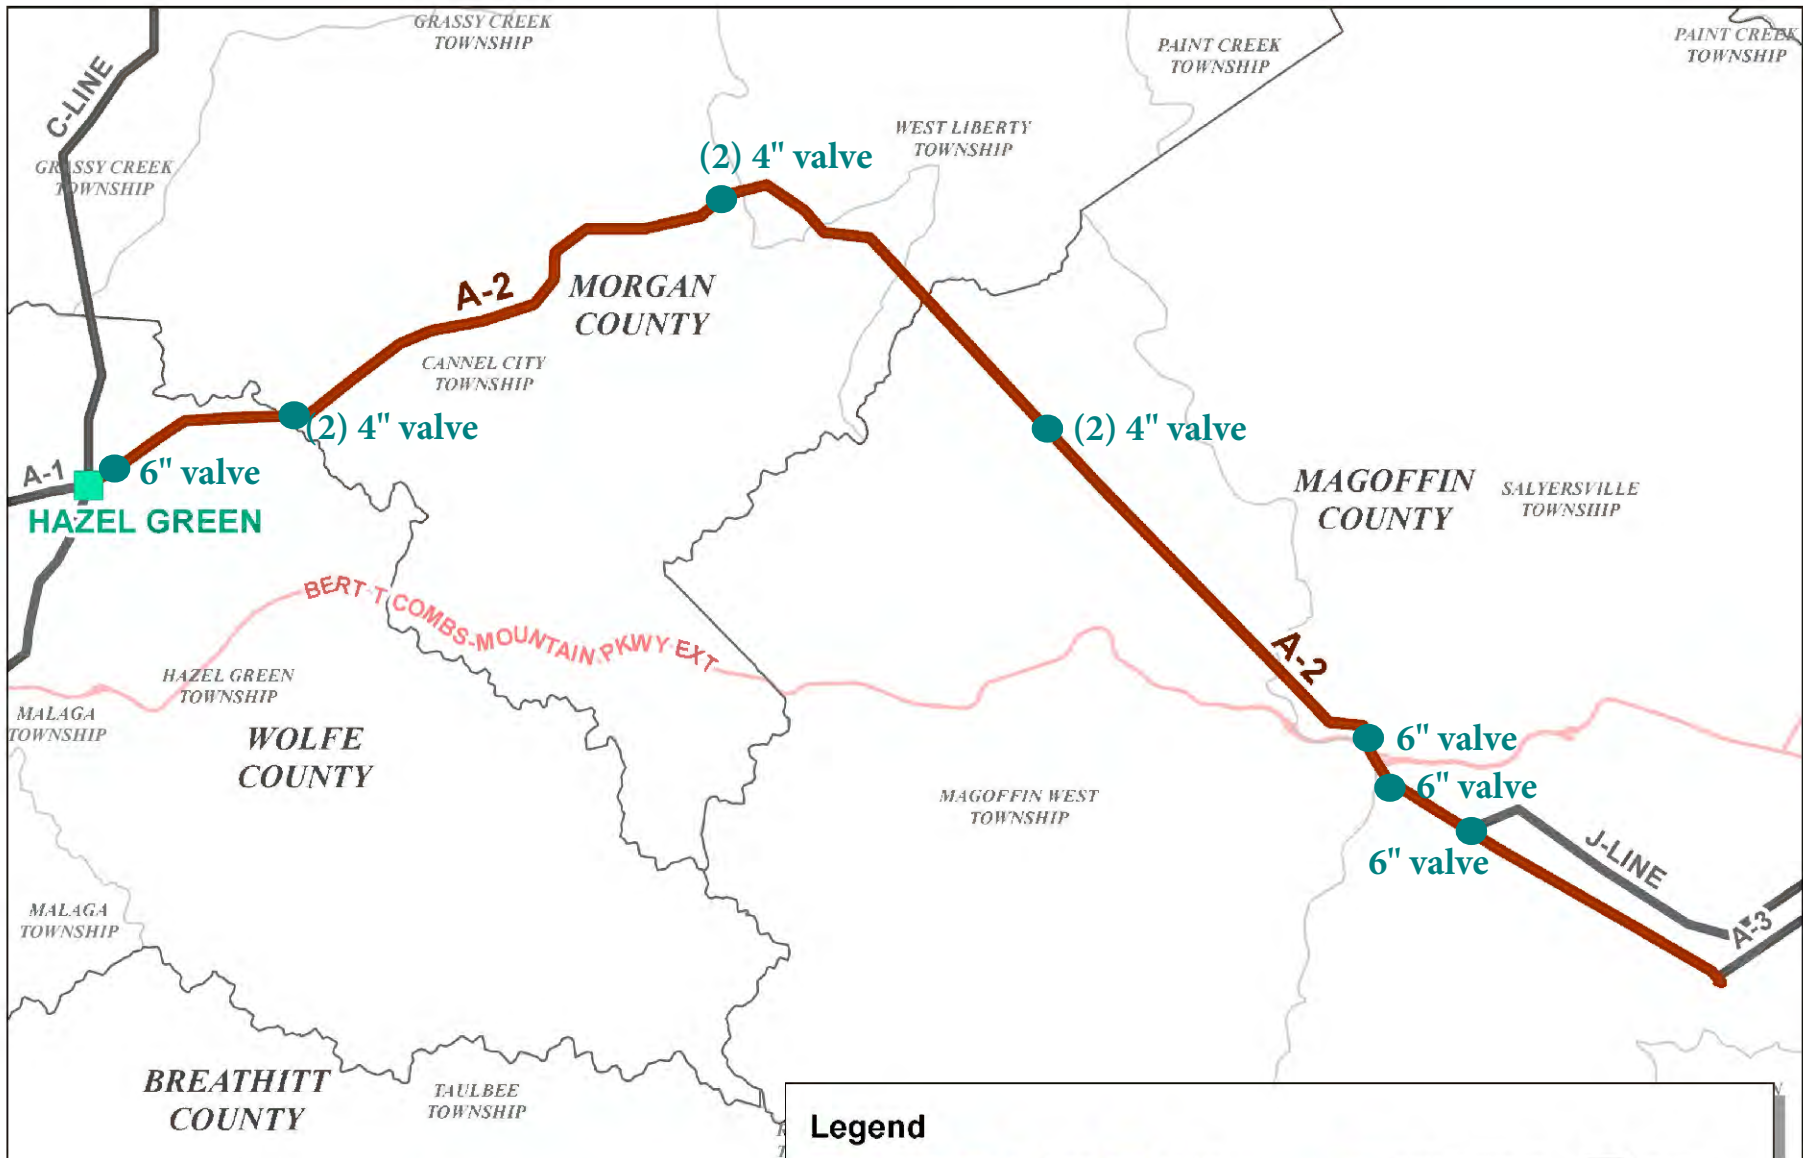 GRASSY CREEK
TOWNSHIP
PAINT CREEK
TOWNSHIP
PAINT CREEK
TOWNSHIP
C-LINE
GRASSY CREEK
TOWNSHIP
WEST LIBERTY
TOWNSHIP
(2) 4" valve
A-2
MORGAN
COUNTY
CANNEL CITY
TOWNSHIP
(2) 4" valve
(2) 4" valve
A-1
6" valve
HAZEL GREEN
MAGOFFIN
COUNTY
SALYERSVILLE
TOWNSHIP
BERT T COMBS-MOUNTAIN PKWY EXT
A-2
HAZEL GREEN
TOWNSHIP
MALAGA
TOWNSHIP
WOLFE
COUNTY
6" valve
6" valve
MAGOFFIN WEST
TOWNSHIP
6" valve
J-LINE
A-3
MALAGA
TOWNSHIP
BREATHITT
COUNTY
TAULBEE
TOWNSHIP
Legend